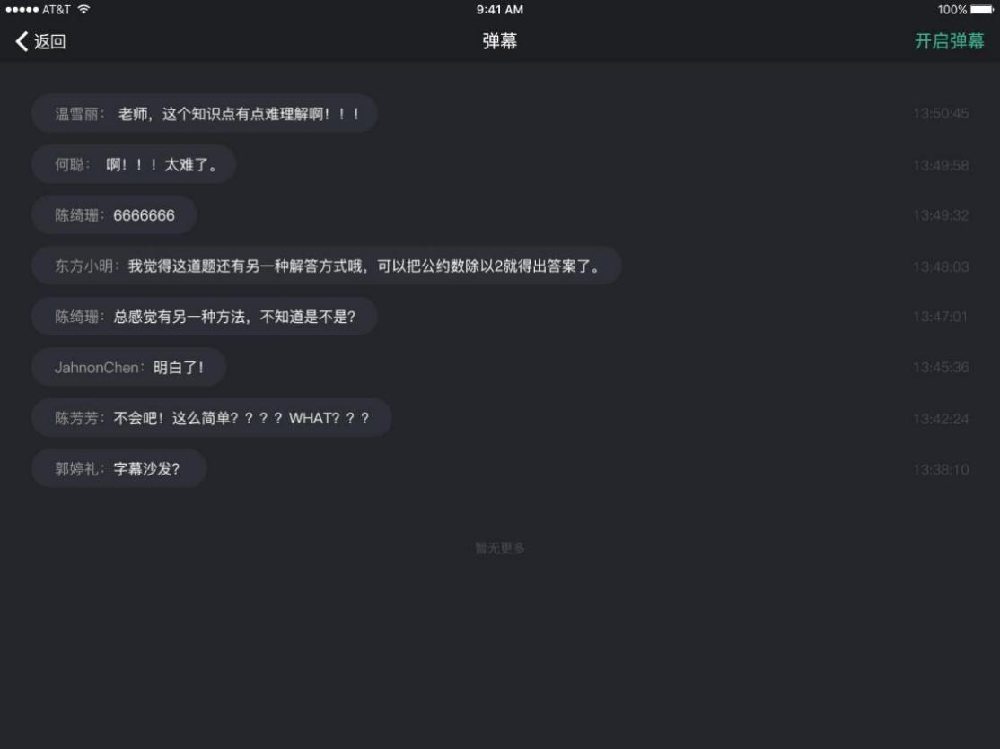 AT&T 9:41 AM 100%
返回 弹幕 开启弹幕
温雪丽： 老师，这个知识点有点难理解啊！！！ 13:50:45
何聪： 啊！！！太难了。 13:49:58
陈绮珊：6666666 13:49:32
东方小明：我觉得这道题还有另一种解答方式哦，可以把公约数除以2就得出答案了。 13:48:03
陈绮珊：总感觉有另一种方法，不知道是不是？ 13:47:01
JahnonChen：明白了！ 13:45:36
陈芳芳：不会吧！这么简单？？？？WHAT？？？ 13:42:24
郭婷礼：字幕沙发？ 13:38:10
暂无更多